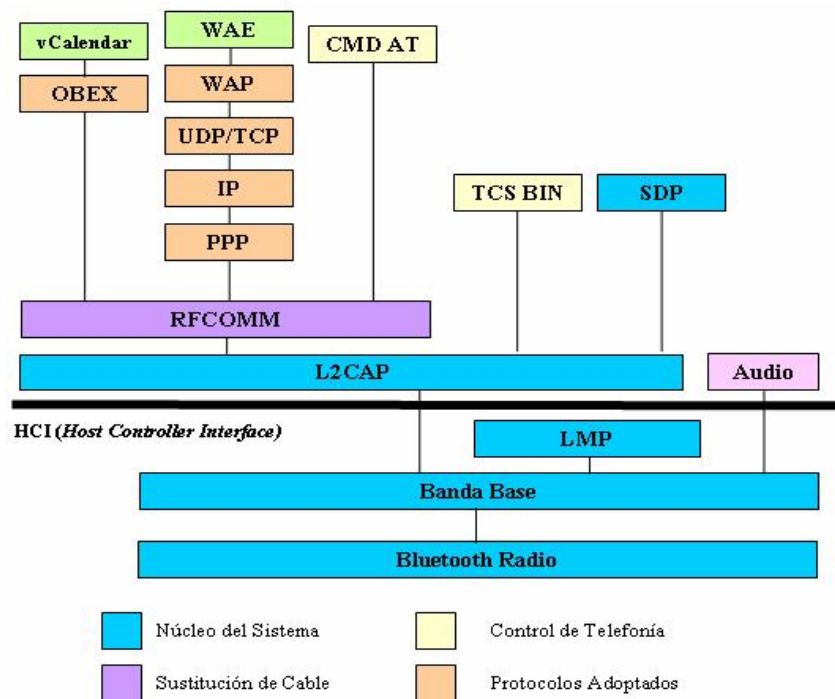 WAE
vCalendar
CMD AT
OBEX
WAP
UDP/TCP
IP
TCS BIN
SDP
PPP
RFCOMM
L2CAP
Audio
HCI (Host Controller Interface)
LMP
Banda Base
Bluetooth Radio
Núcleo del Sistema
Control de Telefonía
Sustitución de Cable
Protocolos Adoptados